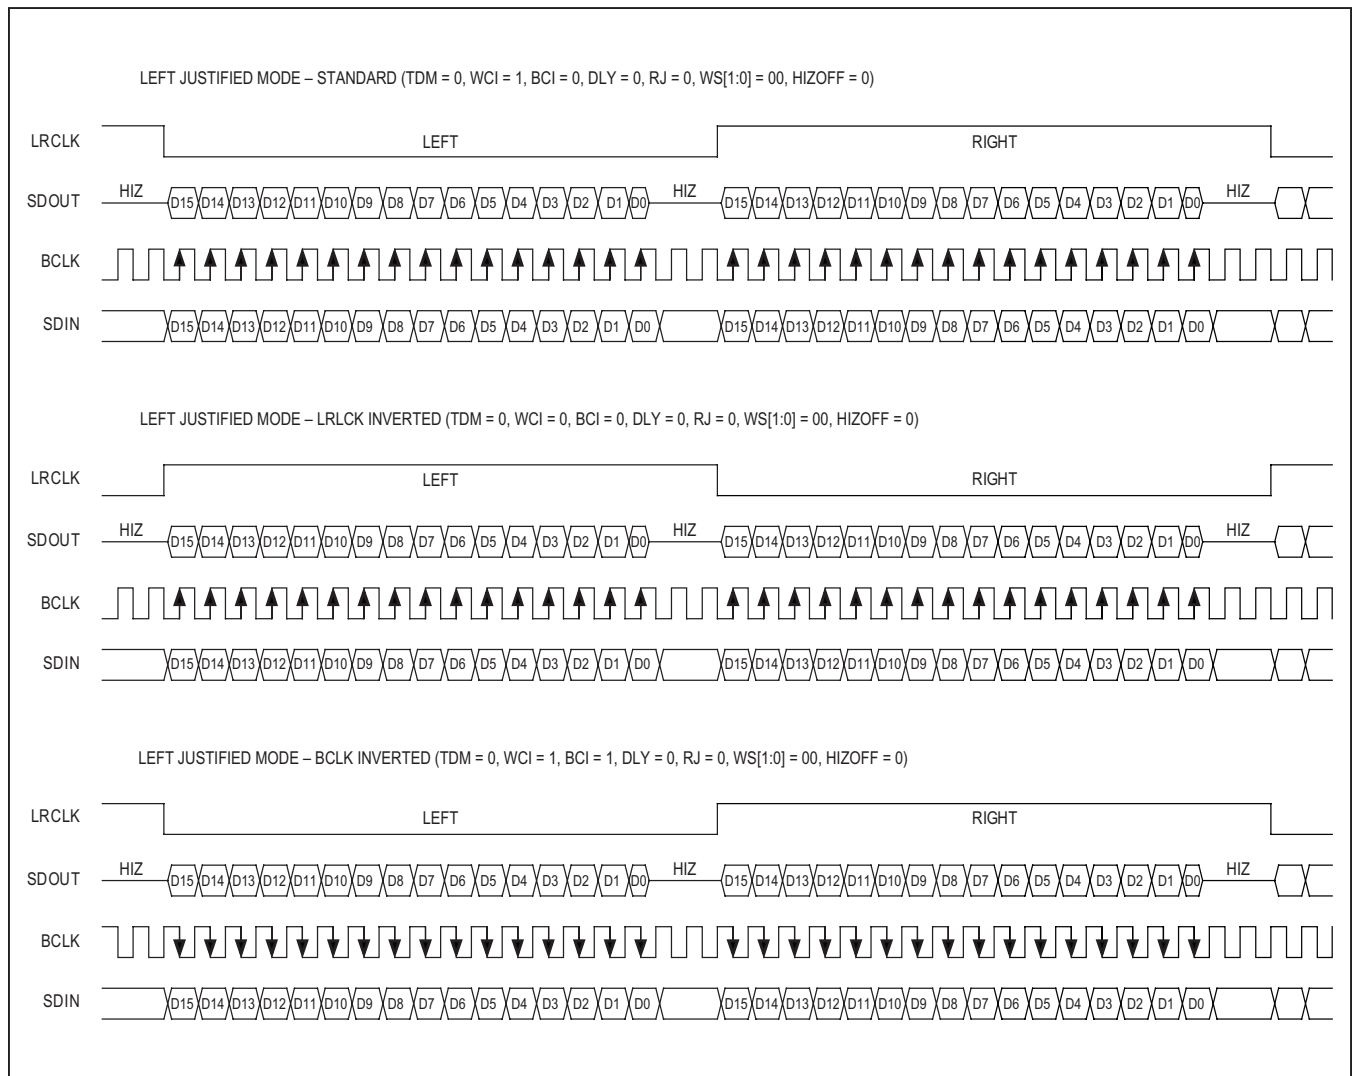 LEFT JUSTIFIED MODE – STANDARD (TDM = 0, WCI = 1, BCI = 0, DLY = 0, RJ = 0, WS[1:0] = 00, HIZOFF = 0)
LRCLK LEFT RIGHT
SDOUT HIZ D15 D14 D13 D12 D11 D10 D9 D8 D7 D6 D5 D4 D3 D2 D1 D0 HIZ D15 D14 D13 D12 D11 D10 D9 D8 D7 D6 D5 D4 D3 D2 D1 D0 HIZ
BCLK
SDIN D15 D14 D13 D12 D11 D10 D9 D8 D7 D6 D5 D4 D3 D2 D1 D0 D15 D14 D13 D12 D11 D10 D9 D8 D7 D6 D5 D4 D3 D2 D1 D0
LEFT JUSTIFIED MODE – LRLCK INVERTED (TDM = 0, WCI = 0, BCI = 0, DLY = 0, RJ = 0, WS[1:0] = 00, HIZOFF = 0)
LRCLK LEFT RIGHT
SDOUT HIZ D15 D14 D13 D12 D11 D10 D9 D8 D7 D6 D5 D4 D3 D2 D1 D0 HIZ D15 D14 D13 D12 D11 D10 D9 D8 D7 D6 D5 D4 D3 D2 D1 D0 HIZ
BCLK
SDIN D15 D14 D13 D12 D11 D10 D9 D8 D7 D6 D5 D4 D3 D2 D1 D0 D15 D14 D13 D12 D11 D10 D9 D8 D7 D6 D5 D4 D3 D2 D1 D0
LEFT JUSTIFIED MODE – BCLK INVERTED (TDM = 0, WCI = 1, BCI = 1, DLY = 0, RJ = 0, WS[1:0] = 00, HIZOFF = 0)
LRCLK LEFT RIGHT
SDOUT HIZ D15 D14 D13 D12 D11 D10 D9 D8 D7 D6 D5 D4 D3 D2 D1 D0 HIZ D15 D14 D13 D12 D11 D10 D9 D8 D7 D6 D5 D4 D3 D2 D1 D0 HIZ
BCLK
SDIN D15 D14 D13 D12 D11 D10 D9 D8 D7 D6 D5 D4 D3 D2 D1 D0 D15 D14 D13 D12 D11 D10 D9 D8 D7 D6 D5 D4 D3 D2 D1 D0